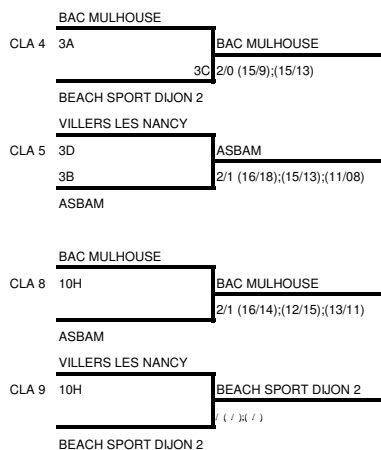 BAC MULHOUSE
CLA 4 3A BAC MULHOUSE
3C 2/0 (15/9);(15/13)
BEACH SPORT DIJON 2
VILLERS LES NANCY
CLA 5 3D ASBAM
3B 2/1 (16/18);(15/13);(11/08)
ASBAM
BAC MULHOUSE
CLA 8 10H BAC MULHOUSE
2/1 (16/14);(12/15);(13/11)
ASBAM
VILLERS LES NANCY
CLA 9 10H BEACH SPORT DIJON 2
/ ( / );( / )
BEACH SPORT DIJON 2